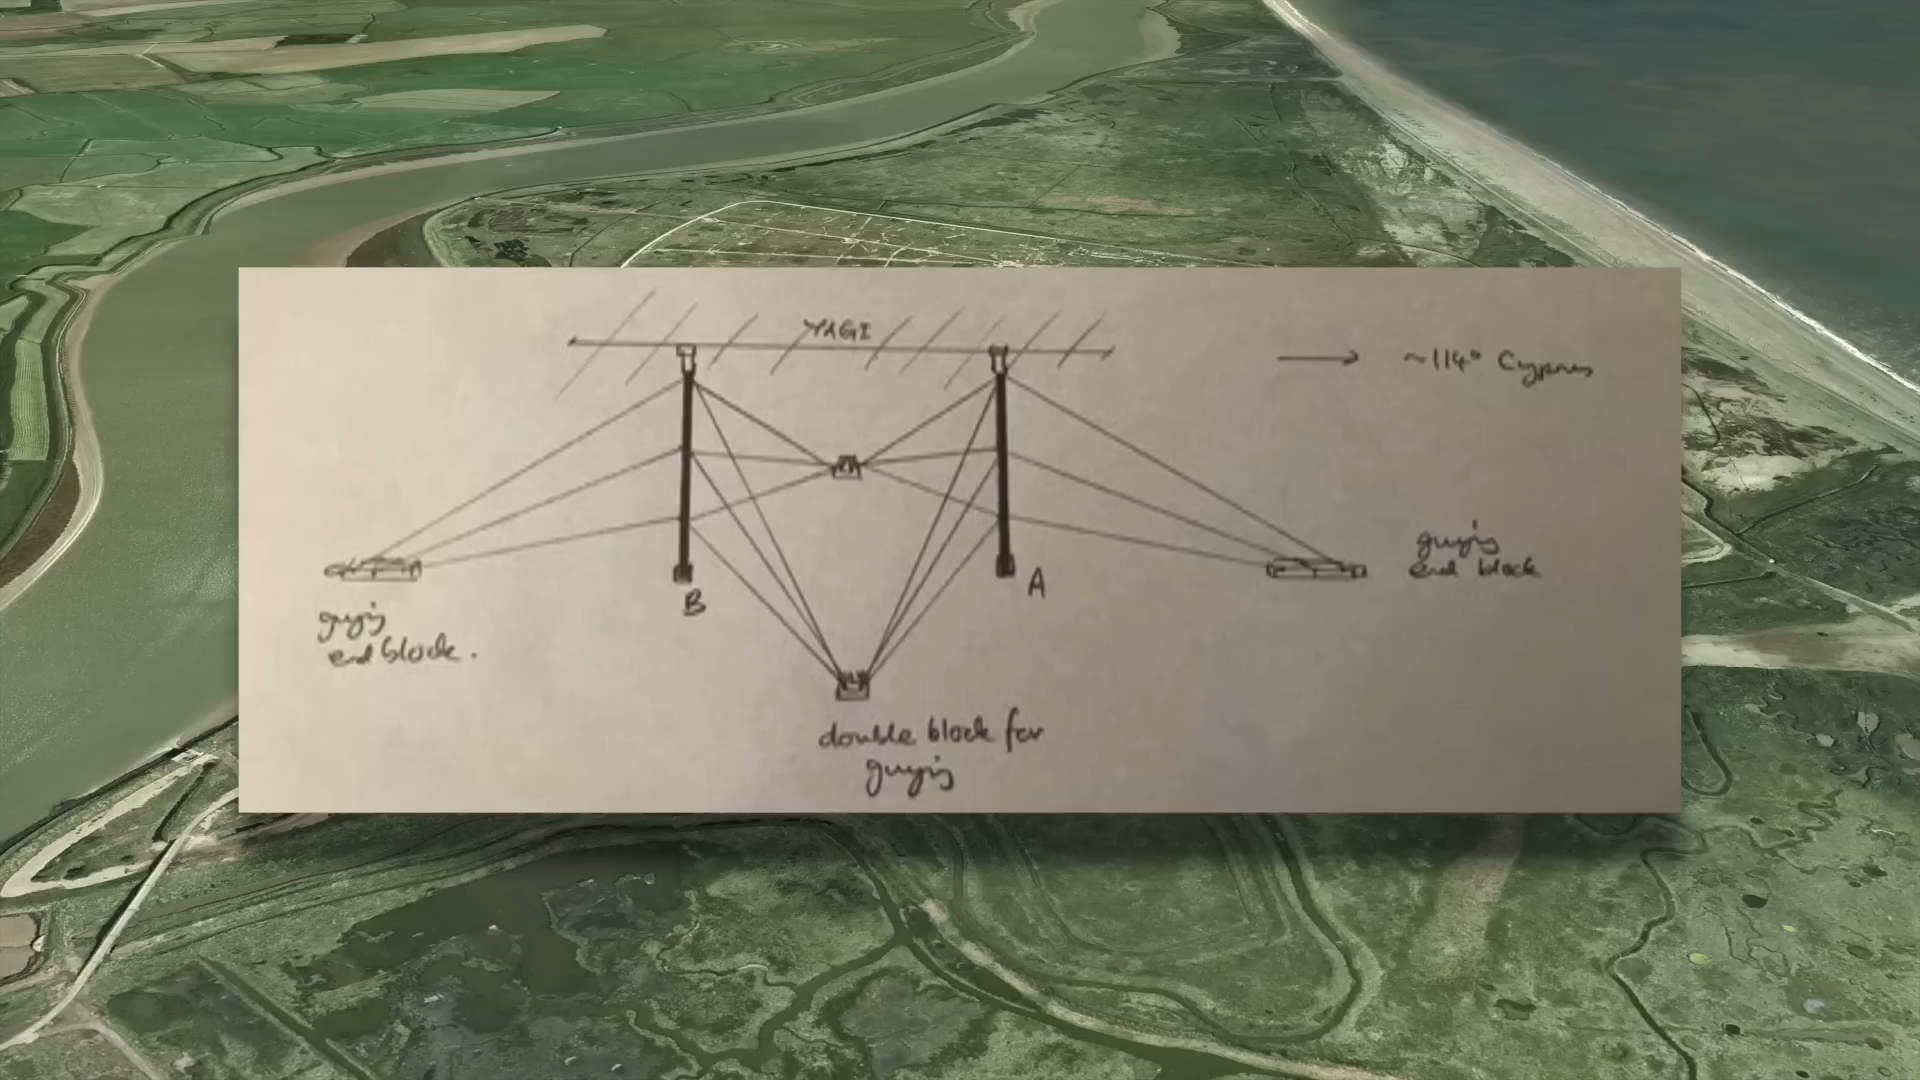 YAGI
~114° Cyprus
B
A
guying
end block
guying
end block.
double block for
guying